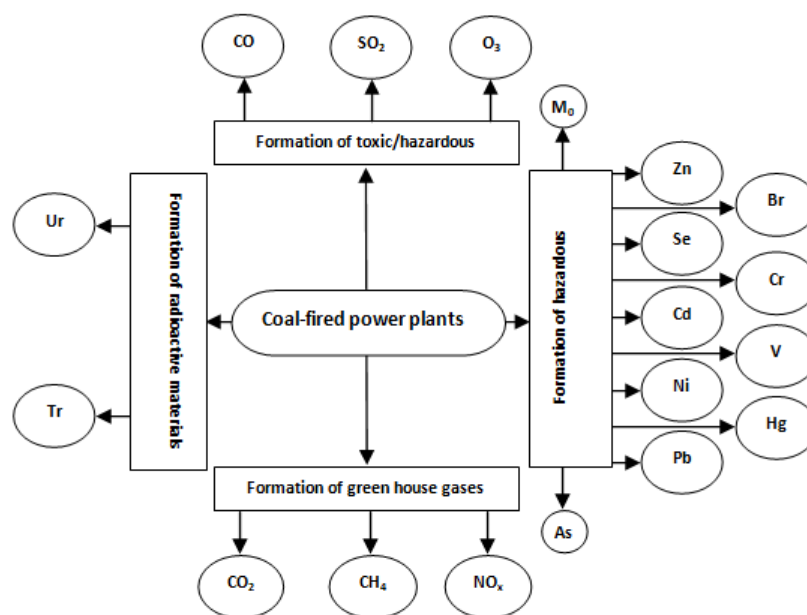 CO
SO₂
O₃
Formation of toxic/hazardous
M₀
Zn
Br
Se
Cr
Cd
V
Ni
Hg
Pb
As
Formation of hazardous
Ur
Tr
Formation of radioactive materials
Coal-fired power plants
Formation of green house gases
CO₂
CH₄
NOₓ